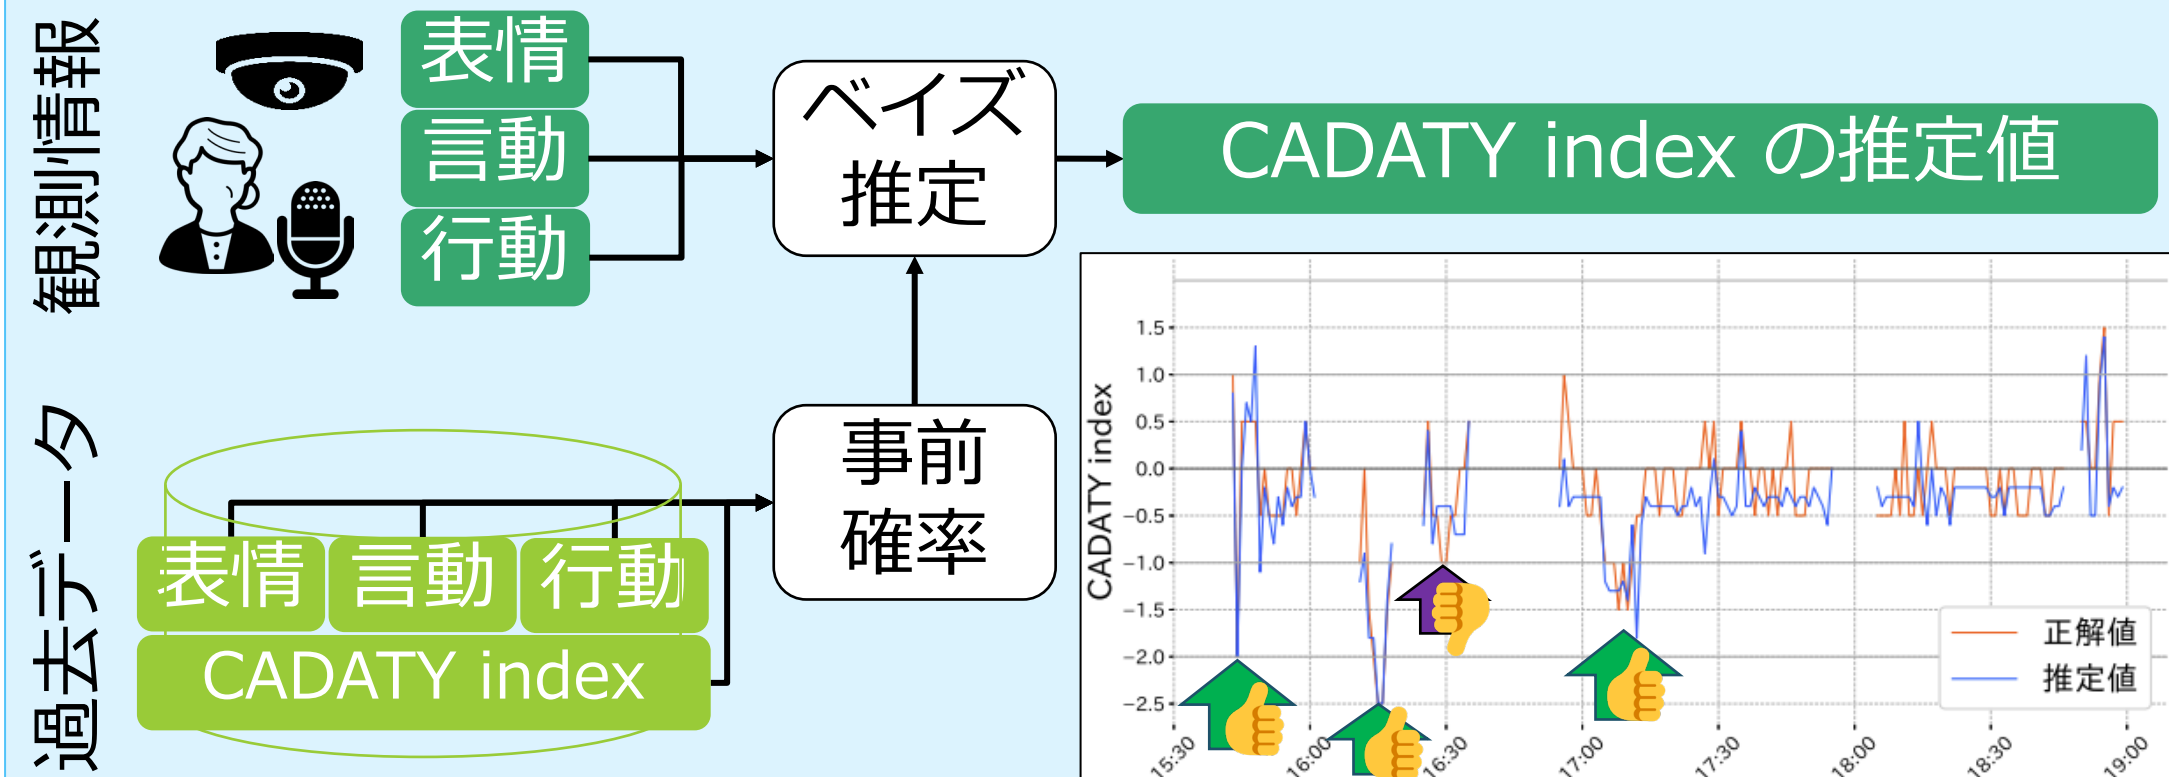 観測情報
表情
言動
行動
ベイズ
推定
CADATY index の推定値
過去データ
表情
言動
行動
CADATY index
事前
確率
CADATY index
1.5
1.0
0.5
0.0
−0.5
−1.0
−1.5
−2.0
−2.5
15:30
16:00
16:30
17:00
17:30
18:00
18:30
19:00
正解値
推定値